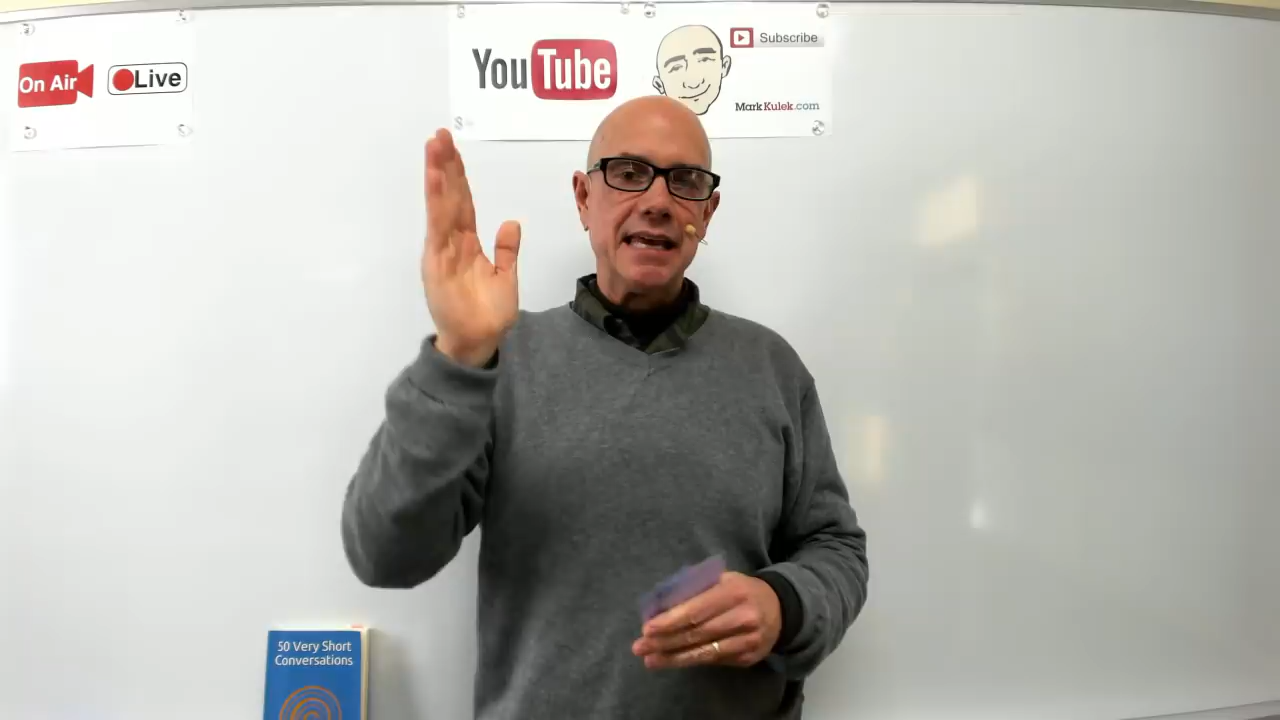 On Air
Live
YouTube
Subscribe
MarkKulek.com
50 Very Short
Conversations